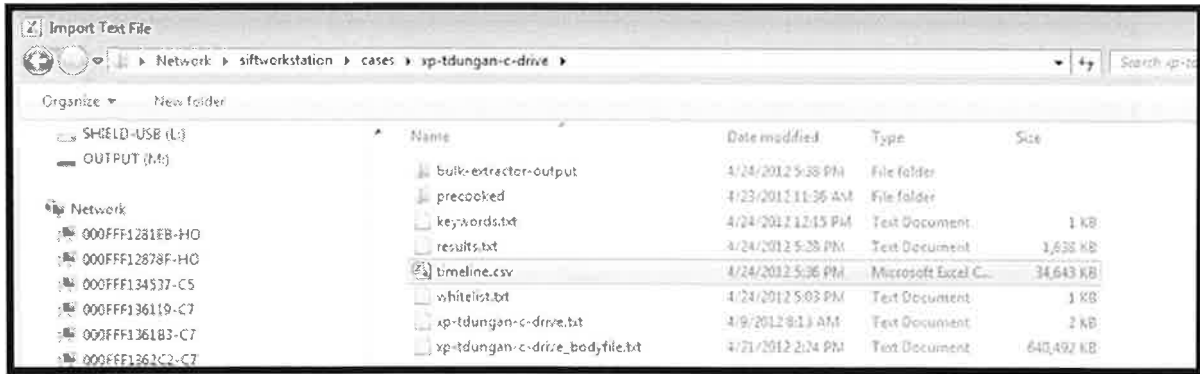 Import Text File
Network ▸ siftworkstation ▸ cases ▸ xp-tdungan-c-drive ▸
Search xp-td
Organize ▾ New folder
SHIELD-USB (L:)
OUTPUT (M:)
Network
000FFF1281EB-HO
000FFF12878F-HO
000FFF134537-C5
000FFF136119-C7
000FFF1361B3-C7
000FFF1362C2-C7
Name Date modified Type Size
bulk-extractor-output 4/24/2012 5:38 PM File folder
precooked 4/23/2012 11:36 AM File folder
keywords.txt 4/24/2012 12:15 PM Text Document 1 KB
results.txt 4/24/2012 5:28 PM Text Document 1,638 KB
timeline.csv 4/24/2012 5:36 PM Microsoft Excel C... 34,643 KB
whitelist.txt 4/24/2012 5:03 PM Text Document 1 KB
xp-tdungan-c-drive.txt 4/9/2012 8:13 AM Text Document 2 KB
xp-tdungan-c-drive_bodyfile.txt 4/21/2012 2:24 PM Text Document 640,492 KB